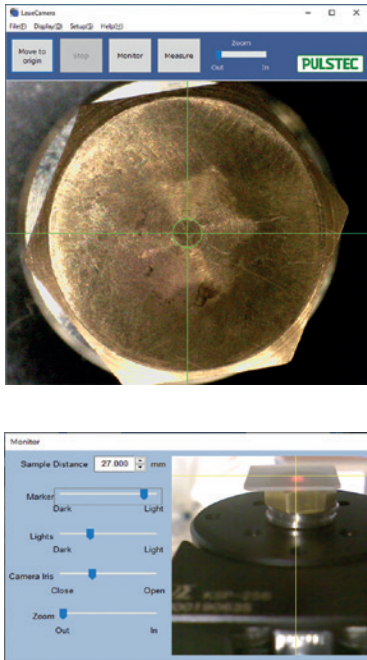 LaueCamera
File(F) Display(D) Setup(S) Help(H)
Move to
origin
Stop
Monitor
Measure
Zoom
Out In
PULSTEC
Monitor
Sample Distance 27.000 mm
Marker
Dark Light
Lights
Dark Light
Camera Iris
Close Open
Zoom
Out In